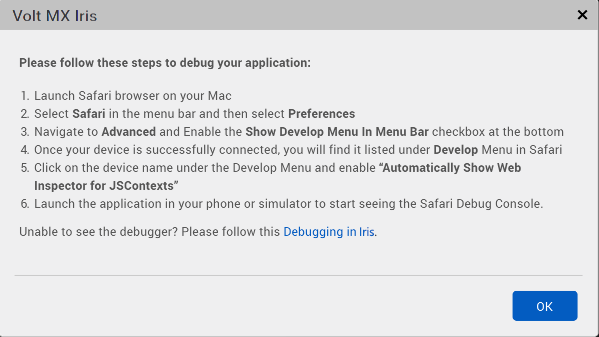 Volt MX Iris
Please follow these steps to debug your application:
1. Launch Safari browser on your Mac
2. Select Safari in the menu bar and then select Preferences
3. Navigate to Advanced and Enable the Show Develop Menu In Menu Bar checkbox at the bottom
4. Once your device is successfully connected, you will find it listed under Develop Menu in Safari
5. Click on the device name under the Develop Menu and enable “Automatically Show Web
Inspector for JSContexts”
6. Launch the application in your phone or simulator to start seeing the Safari Debug Console.
Unable to see the debugger? Please follow this Debugging in Iris.
OK